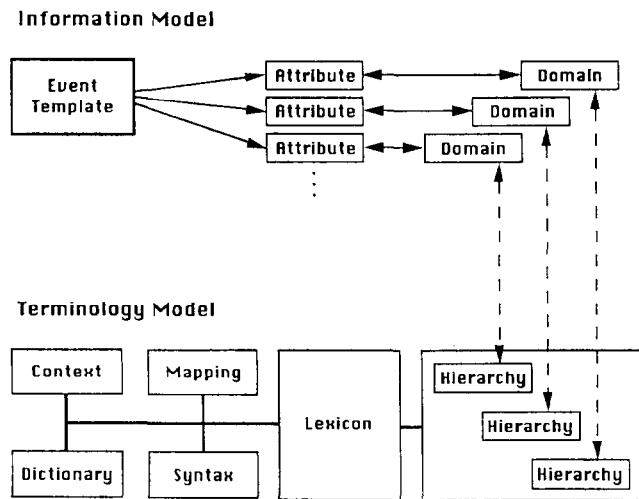 Information Model
Event
Template
Attribute
Domain
Attribute
Domain
Attribute
Domain
Terminology Model
Context
Mapping
Lexicon
Hierarchy
Hierarchy
Dictionary
Syntax
Hierarchy